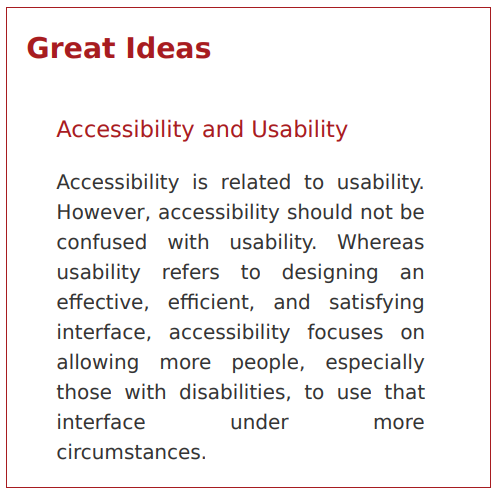 Great Ideas
Accessibility and Usability
Accessibility is related to usability.
However, accessibility should not be
confused with usability. Whereas
usability refers to designing an
effective, efficient, and satisfying
interface, accessibility focuses on
allowing more people, especially
those with disabilities, to use that
interface under more
circumstances.